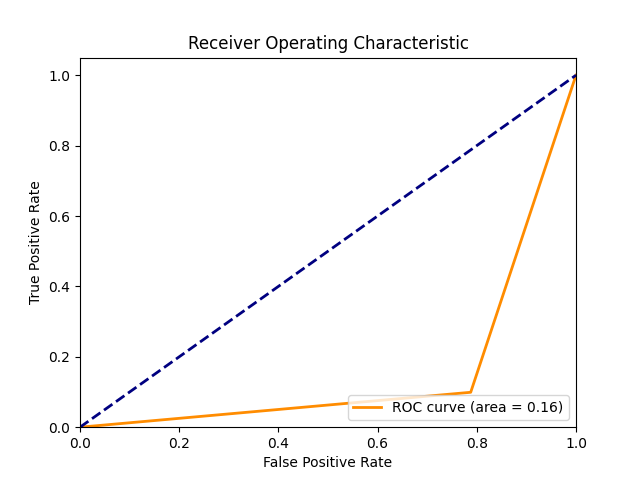 Receiver Operating Characteristic
1.0
0.8
0.6
0.4
0.2
0.0
True Positive Rate
ROC curve (area = 0.16)
0.0 0.2 0.4 0.6 0.8 1.0
False Positive Rate